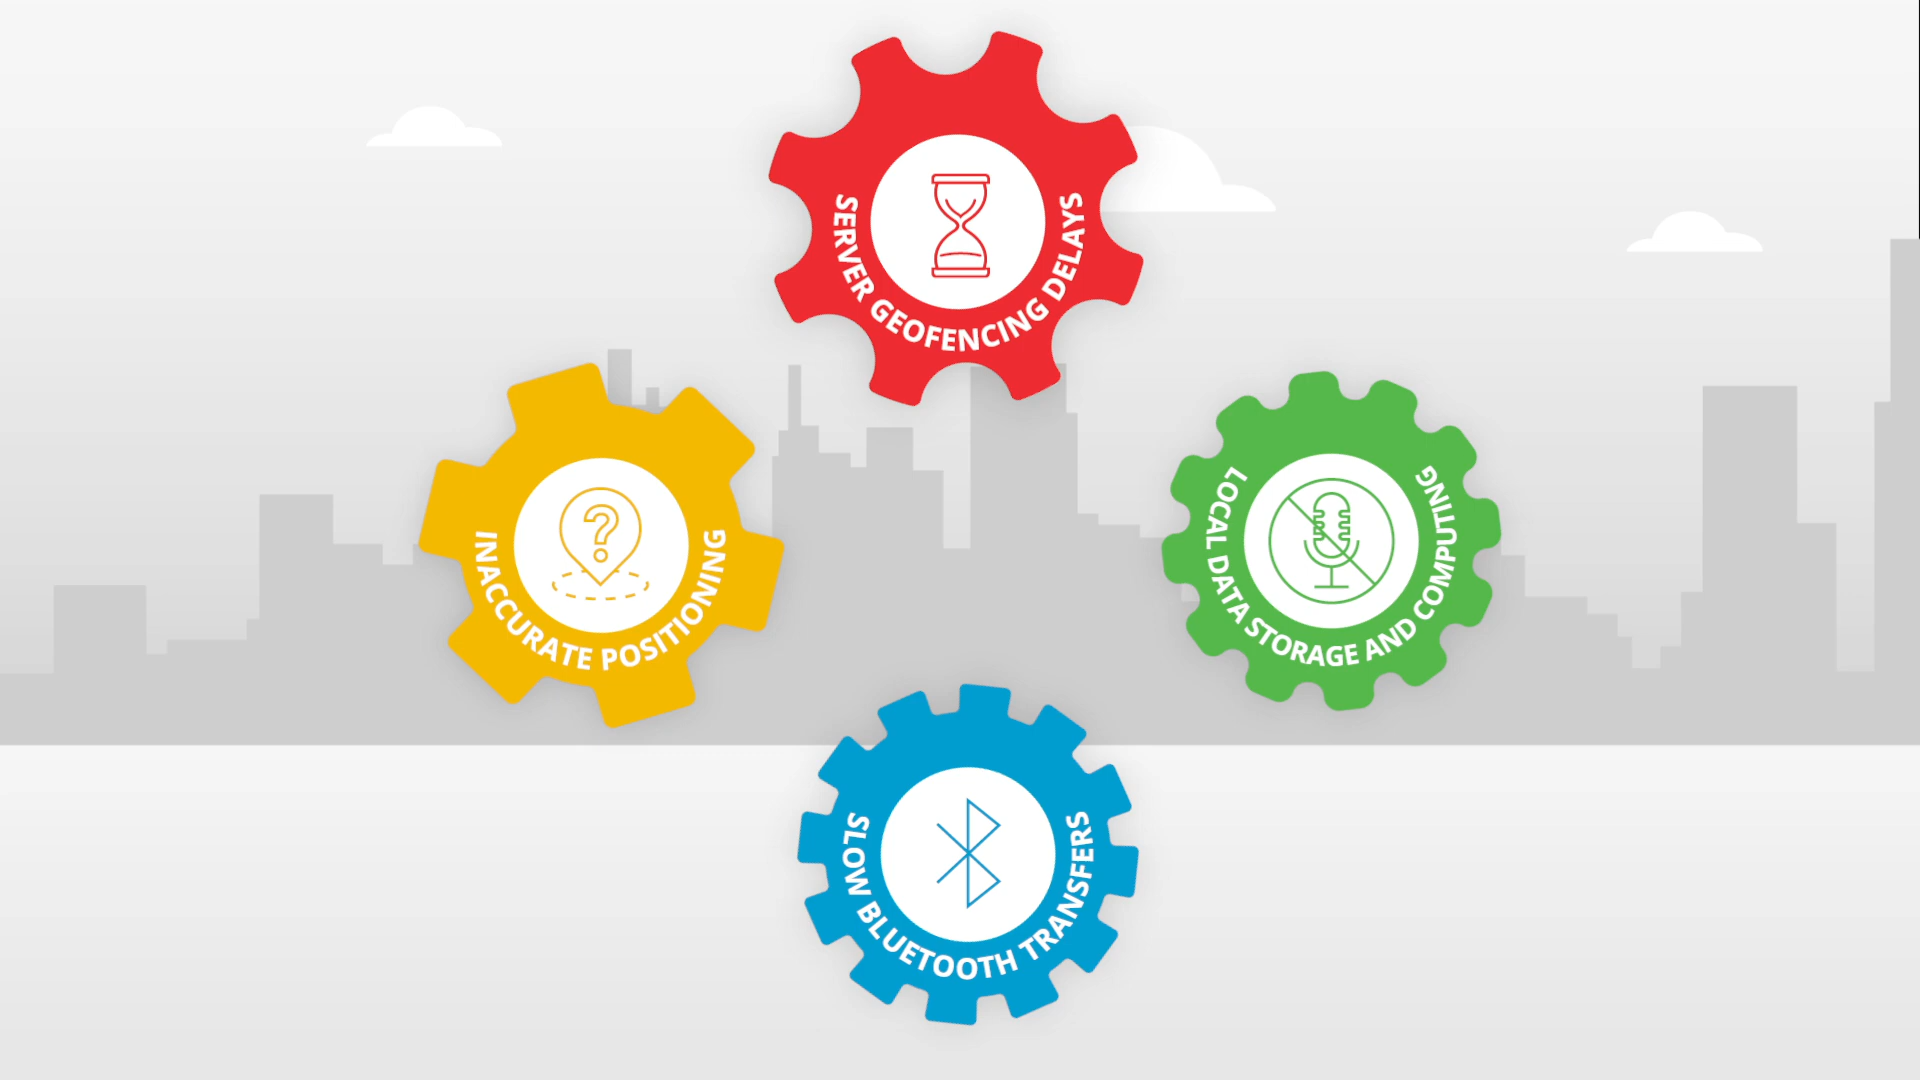 SERVER GEOFENCING DELAYS
INACCURATE POSITIONING
?
LOCAL DATA STORAGE AND COMPUTING
SLOW BLUETOOTH TRANSFERS